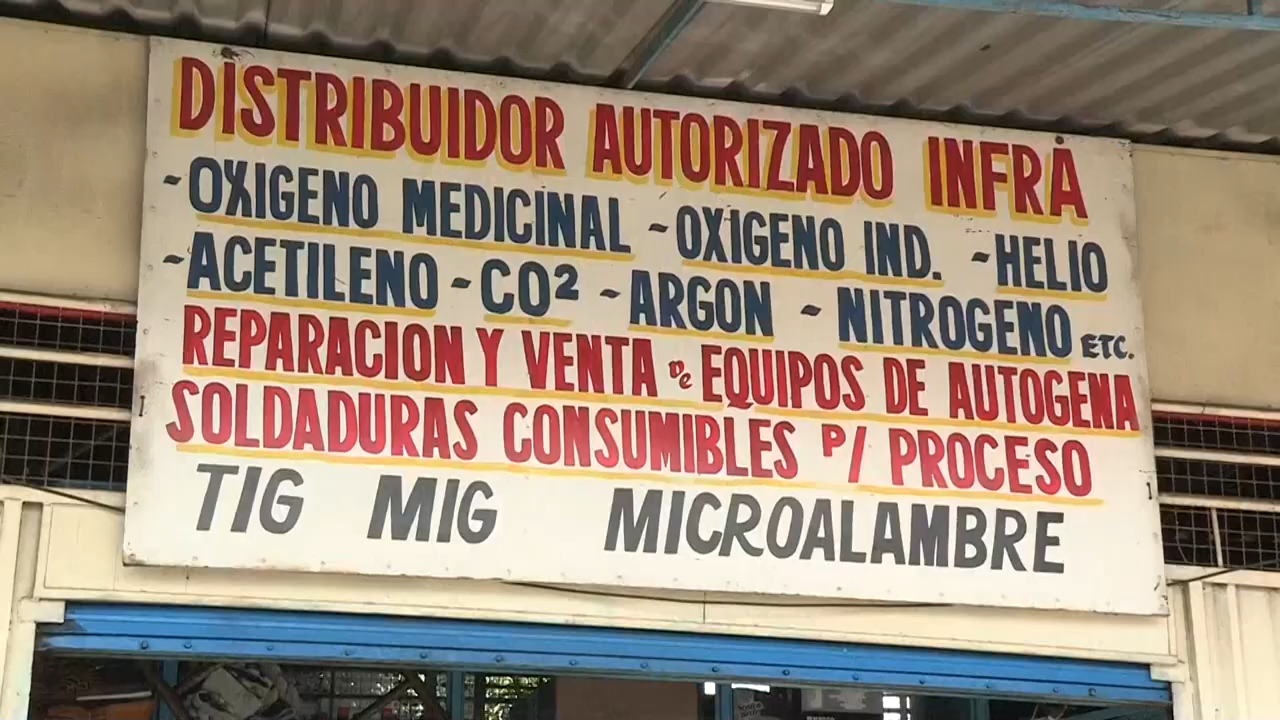 DISTRIBUIDOR AUTORIZADO INFRA
-OXIGENO MEDICINAL -OXIGENO IND. -HELIO
-ACETILENO -CO² -ARGON -NITROGENO ETC.
REPARACION Y VENTA de EQUIPOS DE AUTOGENA
SOLDADURAS CONSUMIBLES P/ PROCESO
TIG MIG MICROALAMBRE